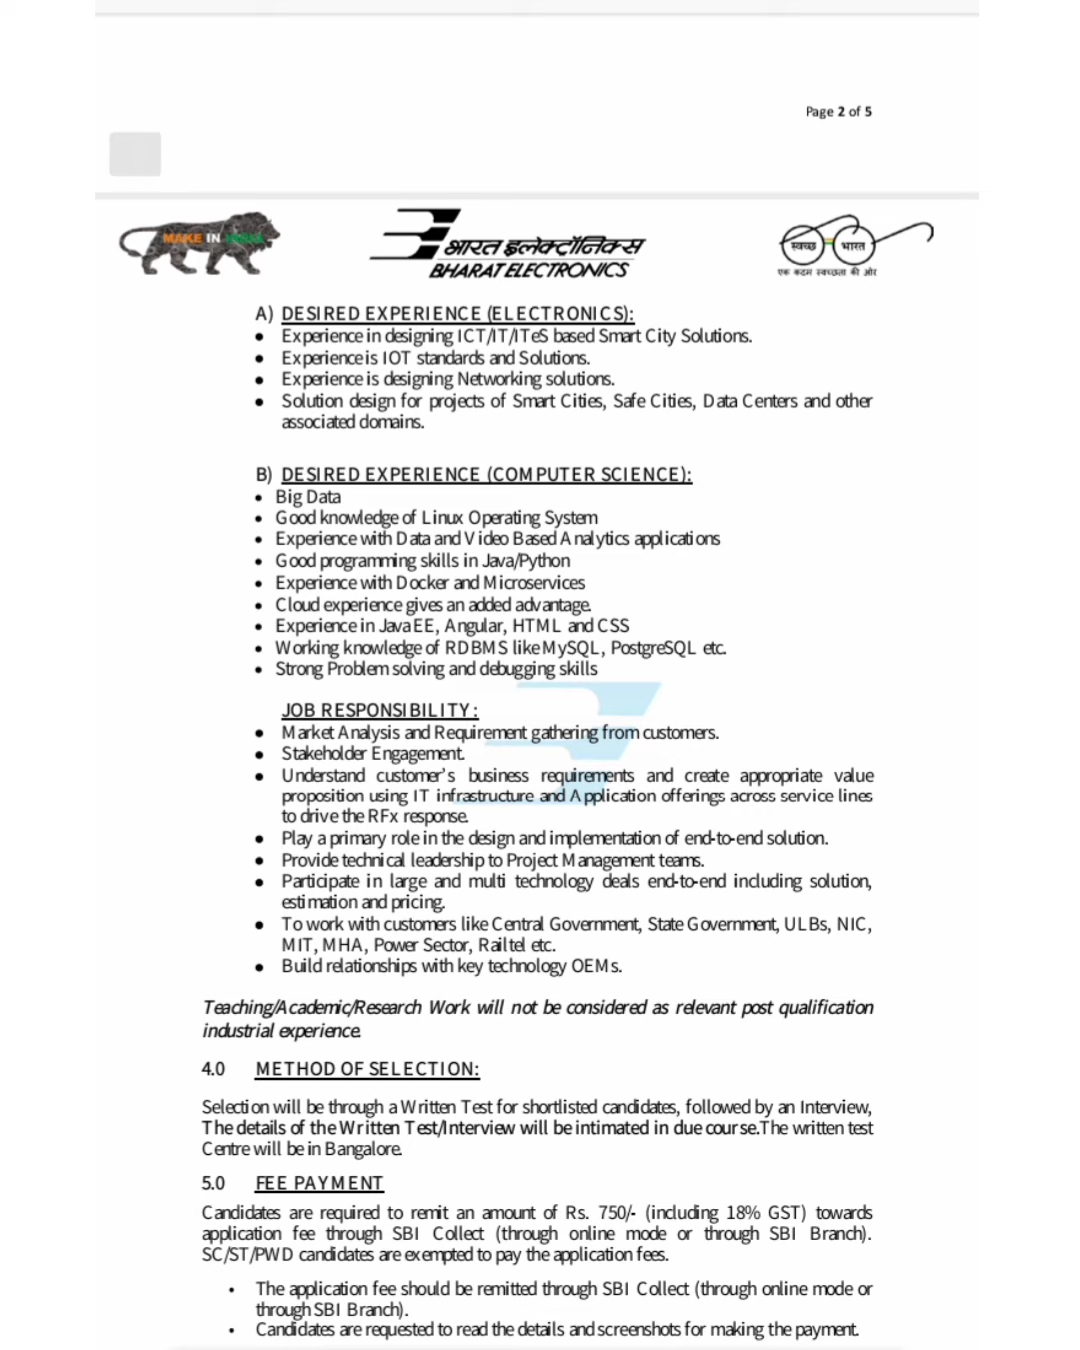 Page 2 of 5
MAKE IN INDIA
भारत इलेक्ट्रॉनिक्स
BHARAT ELECTRONICS
स्वच्छ भारत
एक कदम स्वच्छता की ओर
A) DESIRED EXPERIENCE (ELECTRONICS):
• Experience in designing ICT/IT/ITeS based Smart City Solutions.
• Experience is IOT standards and Solutions.
• Experience is designing Networking solutions.
• Solution design for projects of Smart Cities, Safe Cities, Data Centers and other
associated domains.
B) DESIRED EXPERIENCE (COMPUTER SCIENCE):
• Big Data
• Good knowledge of Linux Operating System
• Experience with Data and Video Based Analytics applications
• Good programming skills in Java/Python
• Experience with Docker and Microservices
• Cloud experience gives an added advantage.
• Experience in Java EE, Angular, HTML and CSS
• Working knowledge of RDBMS like MySQL, PostgreSQL etc.
• Strong Problem solving and debugging skills
JOB RESPONSIBILITY:
• Market Analysis and Requirement gathering from customers.
• Stakeholder Engagement.
• Understand customer's business requirements and create appropriate value
proposition using IT infrastructure and Application offerings across service lines
to drive the RFx response.
• Play a primary role in the design and implementation of end-to-end solution.
• Provide technical leadership to Project Management teams.
• Participate in large and multi technology deals end-to-end including solution,
estimation and pricing.
• To work with customers like Central Government, State Government, ULBs, NIC,
MIT, MHA, Power Sector, Railtel etc.
• Build relationships with key technology OEMs.
Teaching/Academic/Research Work will not be considered as relevant post qualification
industrial experience.
4.0 METHOD OF SELECTION:
Selection will be through a Written Test for shortlisted candidates, followed by an Interview,
The details of the Written Test/Interview will be intimated in due course.The written test
Centre will be in Bangalore.
5.0 FEE PAYMENT
Candidates are required to remit an amount of Rs. 750/- (including 18% GST) towards
application fee through SBI Collect (through online mode or through SBI Branch).
SC/ST/PWD candidates are exempted to pay the application fees.
• The application fee should be remitted through SBI Collect (through online mode or
through SBI Branch).
• Candidates are requested to read the details and screenshots for making the payment.